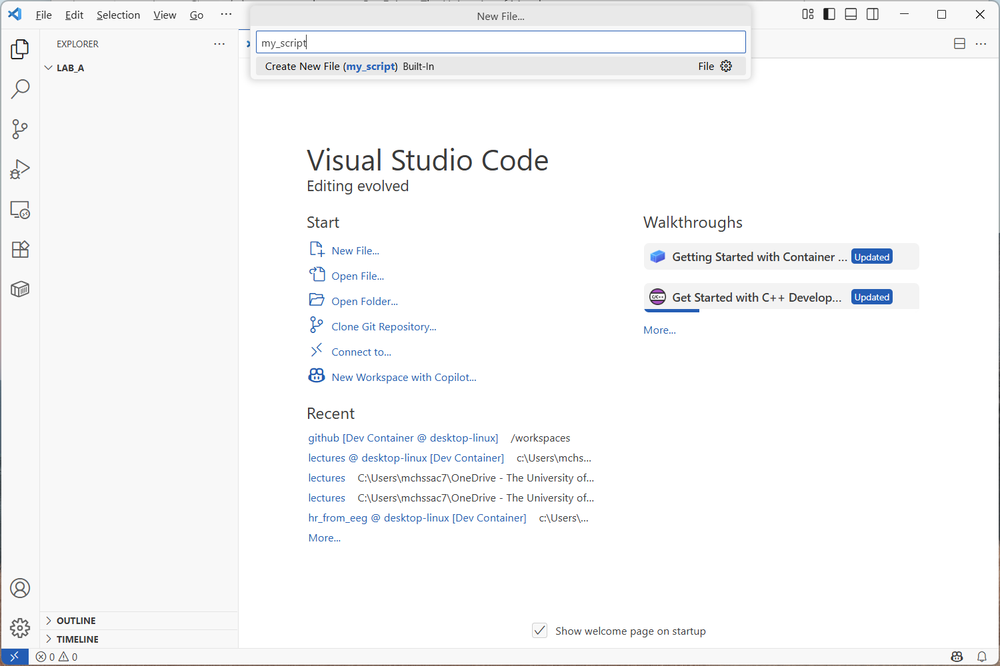 File Edit Selection View Go ···
New File...
my_script
Create New File (my_script) Built-In File
EXPLORER
LAB_A
Visual Studio Code
Editing evolved
Start
New File...
Open File...
Open Folder...
Clone Git Repository...
Connect to...
New Workspace with Copilot...
Walkthroughs
Getting Started with Container ... Updated
C/C++ Get Started with C++ Develop... Updated
More...
Recent
github [Dev Container @ desktop-linux] /workspaces
lectures @ desktop-linux [Dev Container] c:\Users\mchs...
lectures C:\Users\mchssac7\OneDrive - The University of...
lectures C:\Users\mchssac7\OneDrive - The University of...
hr_from_eeg @ desktop-linux [Dev Container] c:\Users\...
More...
OUTLINE
TIMELINE
Show welcome page on startup
0 0